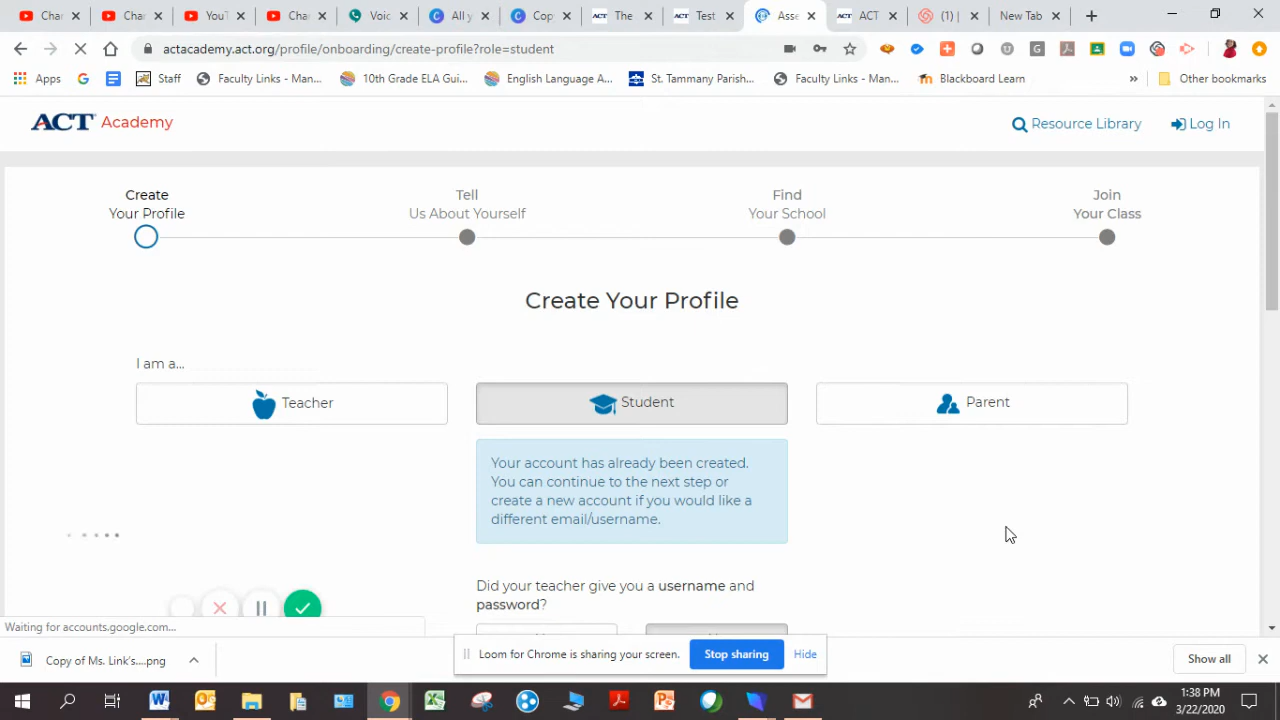 Char
Char
YouT
Char
Voic
All y
Cop
The
Test
Asse
ACT
(1) |
New Tab
actacademy.act.org/profile/onboarding/create-profile?role=student
Apps
Staff
Faculty Links - Man...
10th Grade ELA Gui...
English Language A...
St. Tammany Parish...
Faculty Links - Man...
Blackboard Learn
»
Other bookmarks
ACT Academy
Resource Library
Log In
Create
Your Profile
Tell
Us About Yourself
Find
Your School
Join
Your Class
Create Your Profile
I am a...
Teacher
Student
Parent
Your account has already been created.
You can continue to the next step or
create a new account if you would like a
different email/username.
Did your teacher give you a username and
password?
Waiting for accounts.google.com...
Loom for Chrome is sharing your screen.
Stop sharing
Hide
Copy of Ms. Link's....png
Show all
1:38 PM
3/22/2020